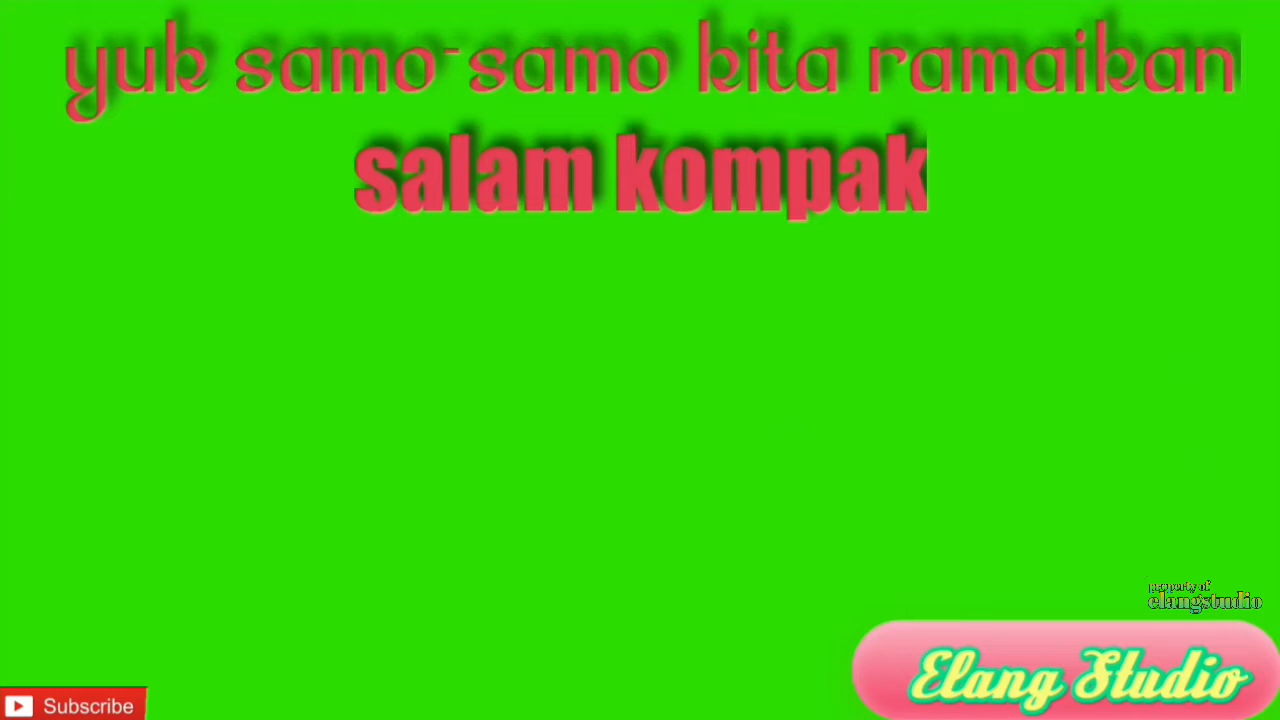 yuk samo-samo kita ramaikan
salam kompak
property of
elangstudio
Elang Studio
Subscribe